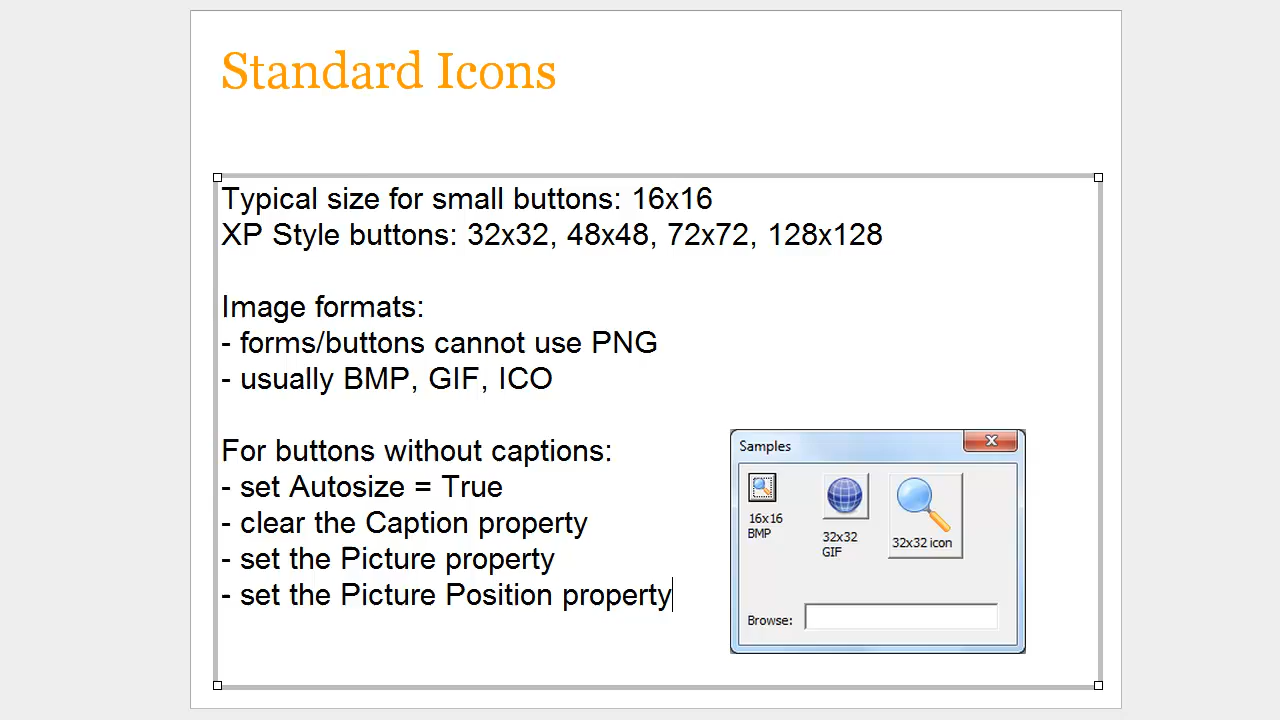 Standard Icons
Typical size for small buttons: 16x16
XP Style buttons: 32x32, 48x48, 72x72, 128x128
Image formats:
- forms/buttons cannot use PNG
- usually BMP, GIF, ICO
For buttons without captions:
- set Autosize = True
- clear the Caption property
- set the Picture property
- set the Picture Position property
Samples
16x16
BMP
32x32
GIF
32x32 icon
Browse: